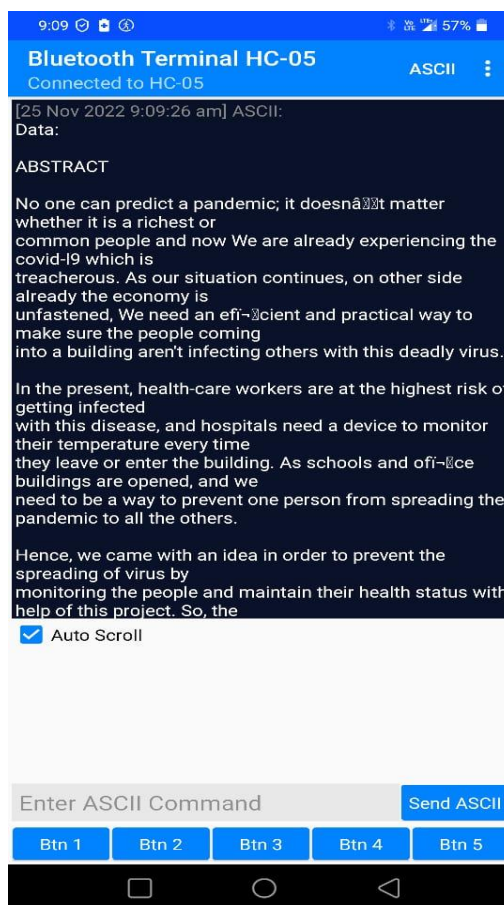 9:09 57%
Bluetooth Terminal HC-05
Connected to HC-05
ASCII
[25 Nov 2022 9:09:26 am] ASCII:
Data:
ABSTRACT
No one can predict a pandemic; it doesnâ��t matter
whether it is a richest or
common people and now We are already experiencing the
covid-l9 which is
treacherous. As our situation continues, on other side
already the economy is
unfastened, We need an efï¬�cient and practical way to
make sure the people coming
into a building aren't infecting others with this deadly virus.
In the present, health-care workers are at the highest risk of
getting infected
with this disease, and hospitals need a device to monitor
their temperature every time
they leave or enter the building. As schools and ofï¬�ce
buildings are opened, and we
need to be a way to prevent one person from spreading the
pandemic to all the others.
Hence, we came with an idea in order to prevent the
spreading of virus by
monitoring the people and maintain their health status with
help of this project. So, the
Auto Scroll
Enter ASCII Command
Send ASCII
Btn 1 Btn 2 Btn 3 Btn 4 Btn 5